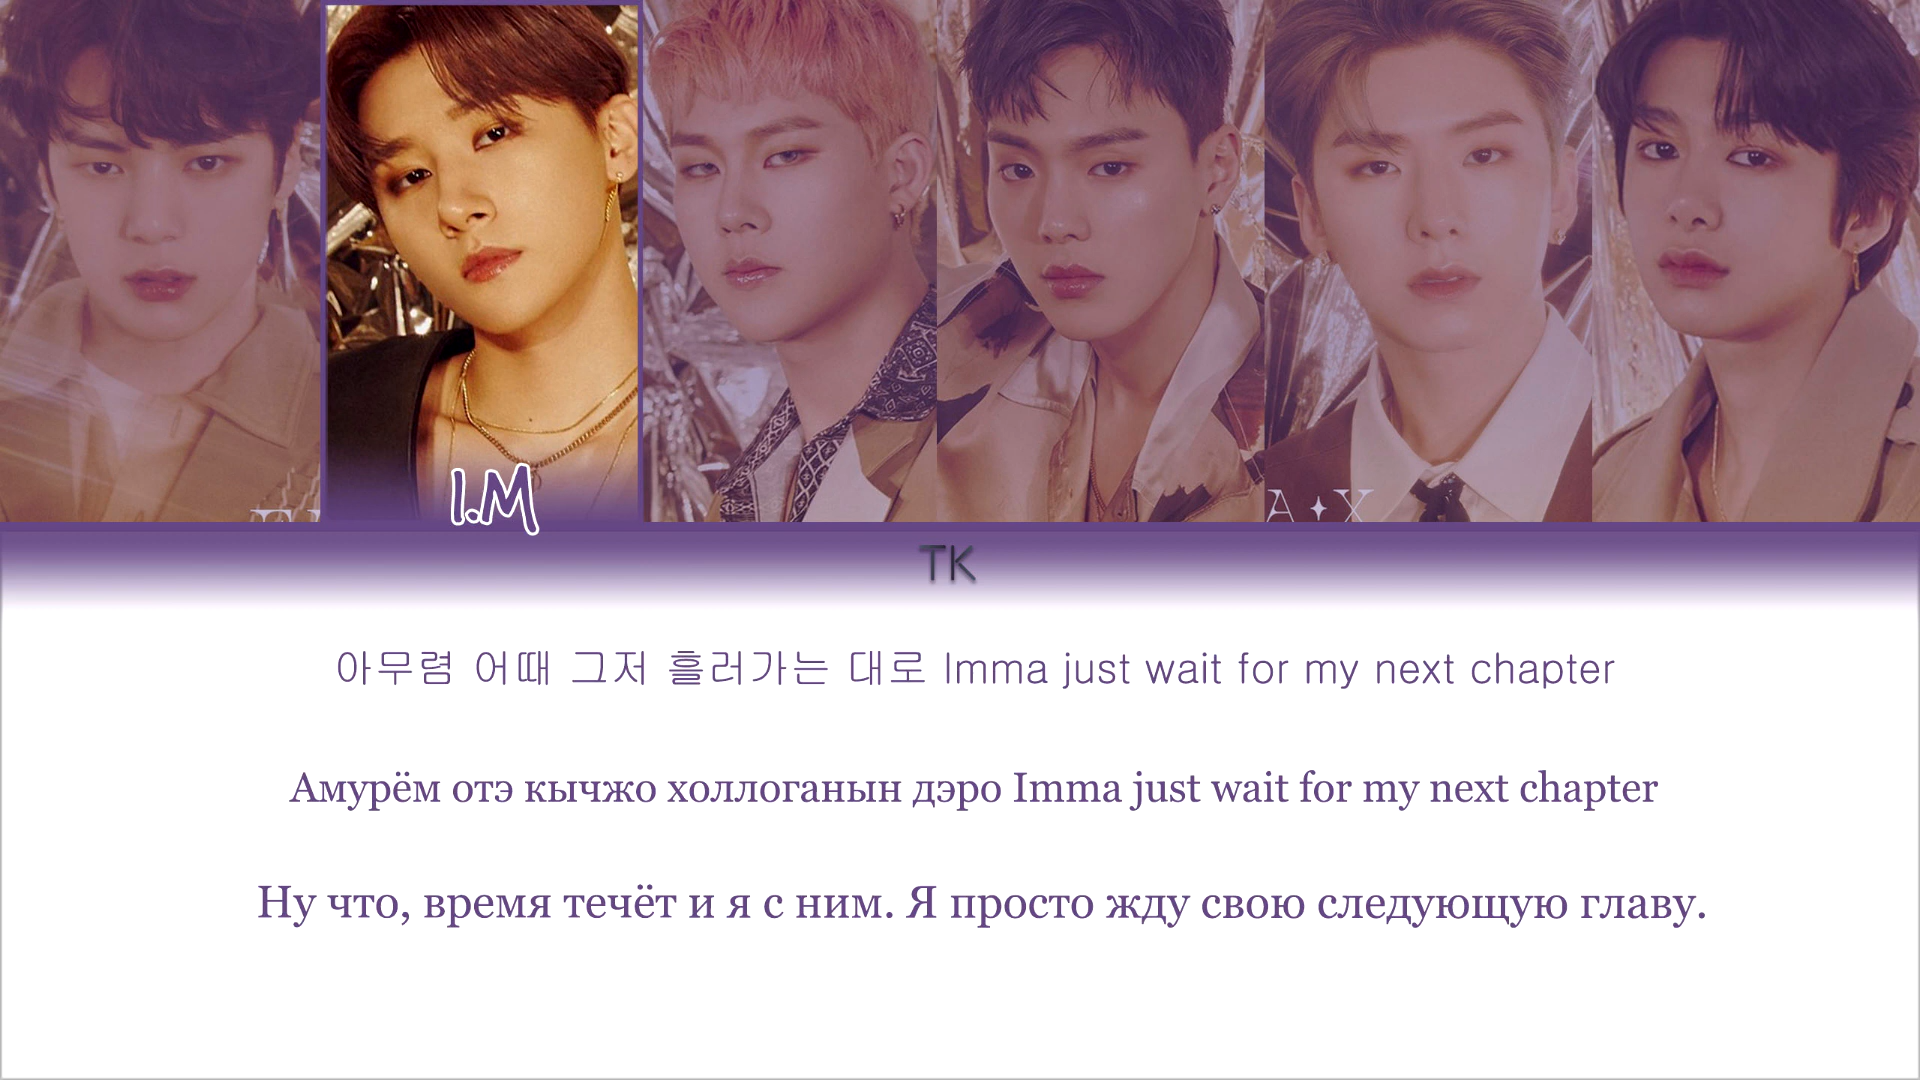 I.M
A✦X
TK
아무렴 어때 그저 흘러가는 대로 Imma just wait for my next chapter
Амурём отэ кычжо холлоганын дэро Imma just wait for my next chapter
Ну что, время течёт и я с ним. Я просто жду свою следующую главу.